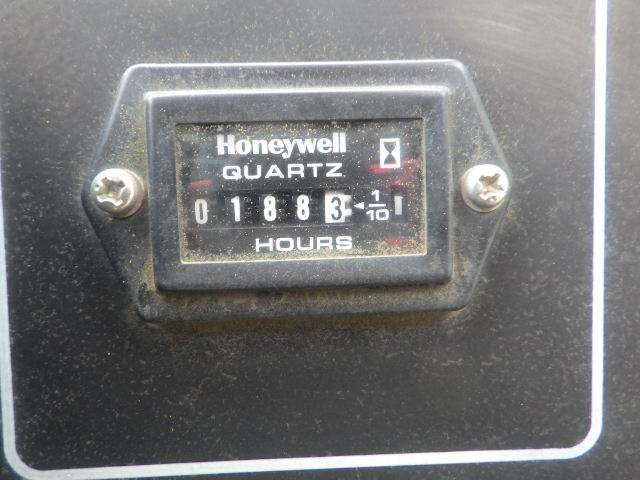 Honeywell
QUARTZ
0 1 8 8 3 ◄ 1/10
HOURS